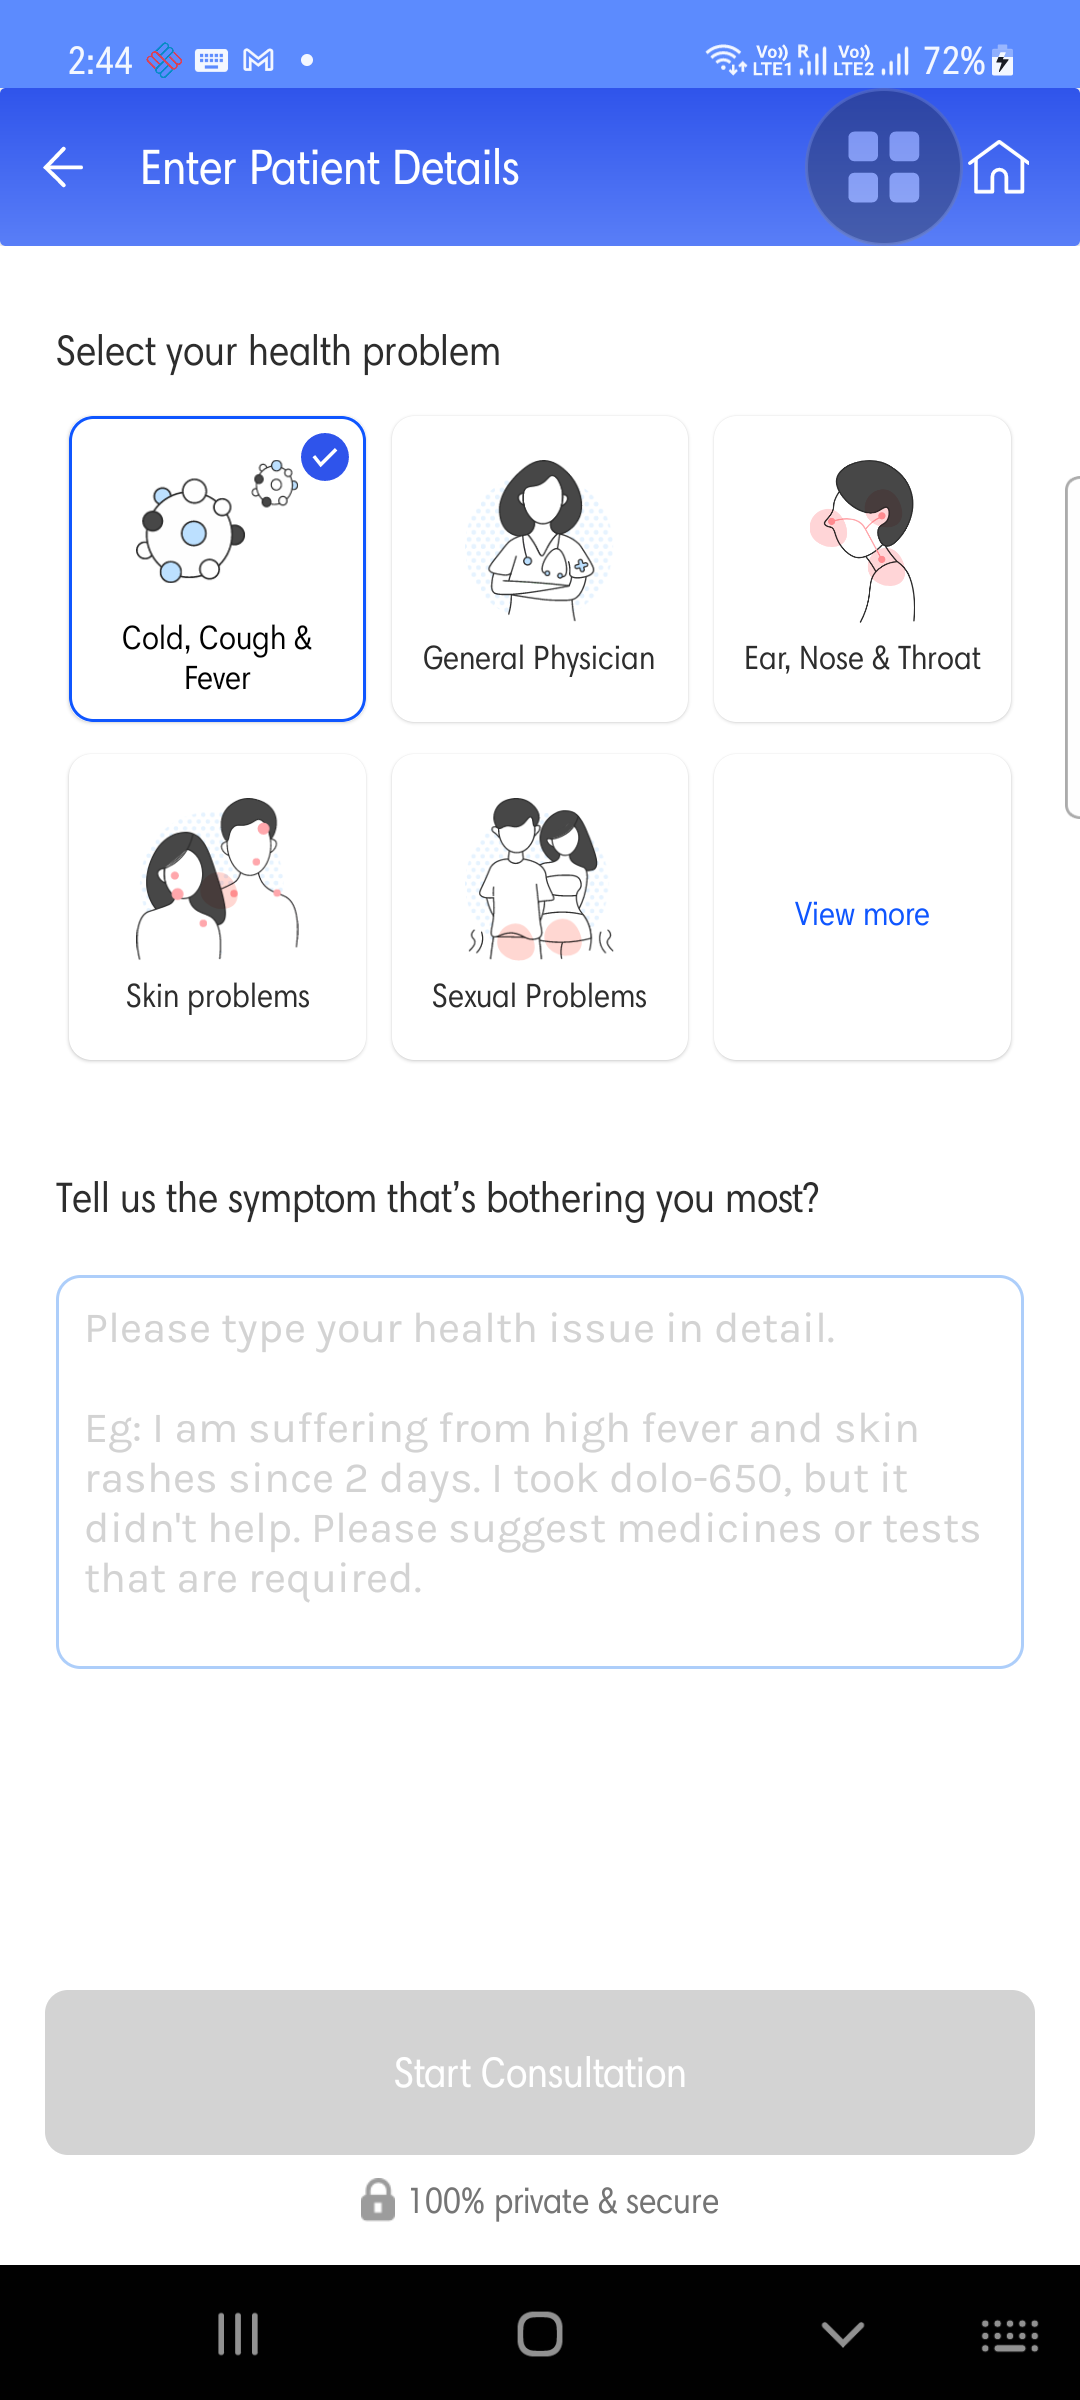 2:44
Vo)) R
LTE1
Vo))
LTE2
72%
Enter Patient Details
Select your health problem
Cold, Cough &
Fever
General Physician
Ear, Nose & Throat
Skin problems
Sexual Problems
View more
Tell us the symptom that’s bothering you most?
Please type your health issue in detail.
Eg: I am suffering from high fever and skin
rashes since 2 days. I took dolo-650, but it
didn't help. Please suggest medicines or tests
that are required.
Start Consultation
100% private & secure